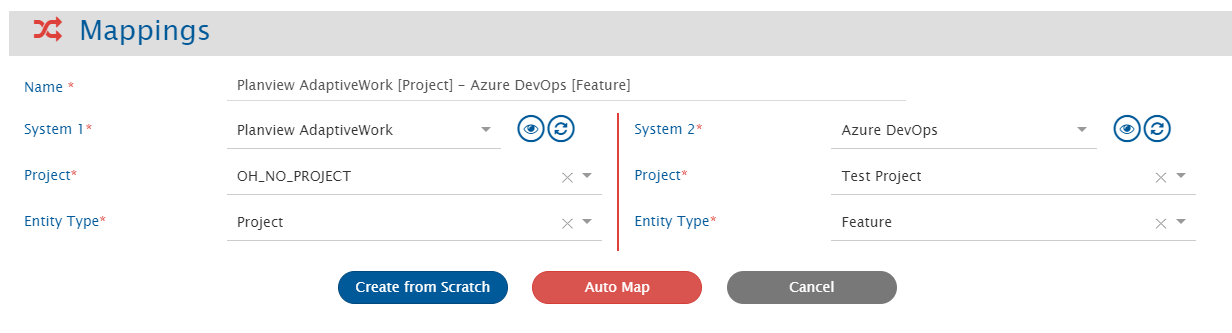 Mappings
Name *
Planview AdaptiveWork [Project] - Azure DevOps [Feature]
System 1* Planview AdaptiveWork System 2* Azure DevOps
Project* OH_NO_PROJECT Project* Test Project
Entity Type* Project Entity Type* Feature
Create from Scratch Auto Map Cancel